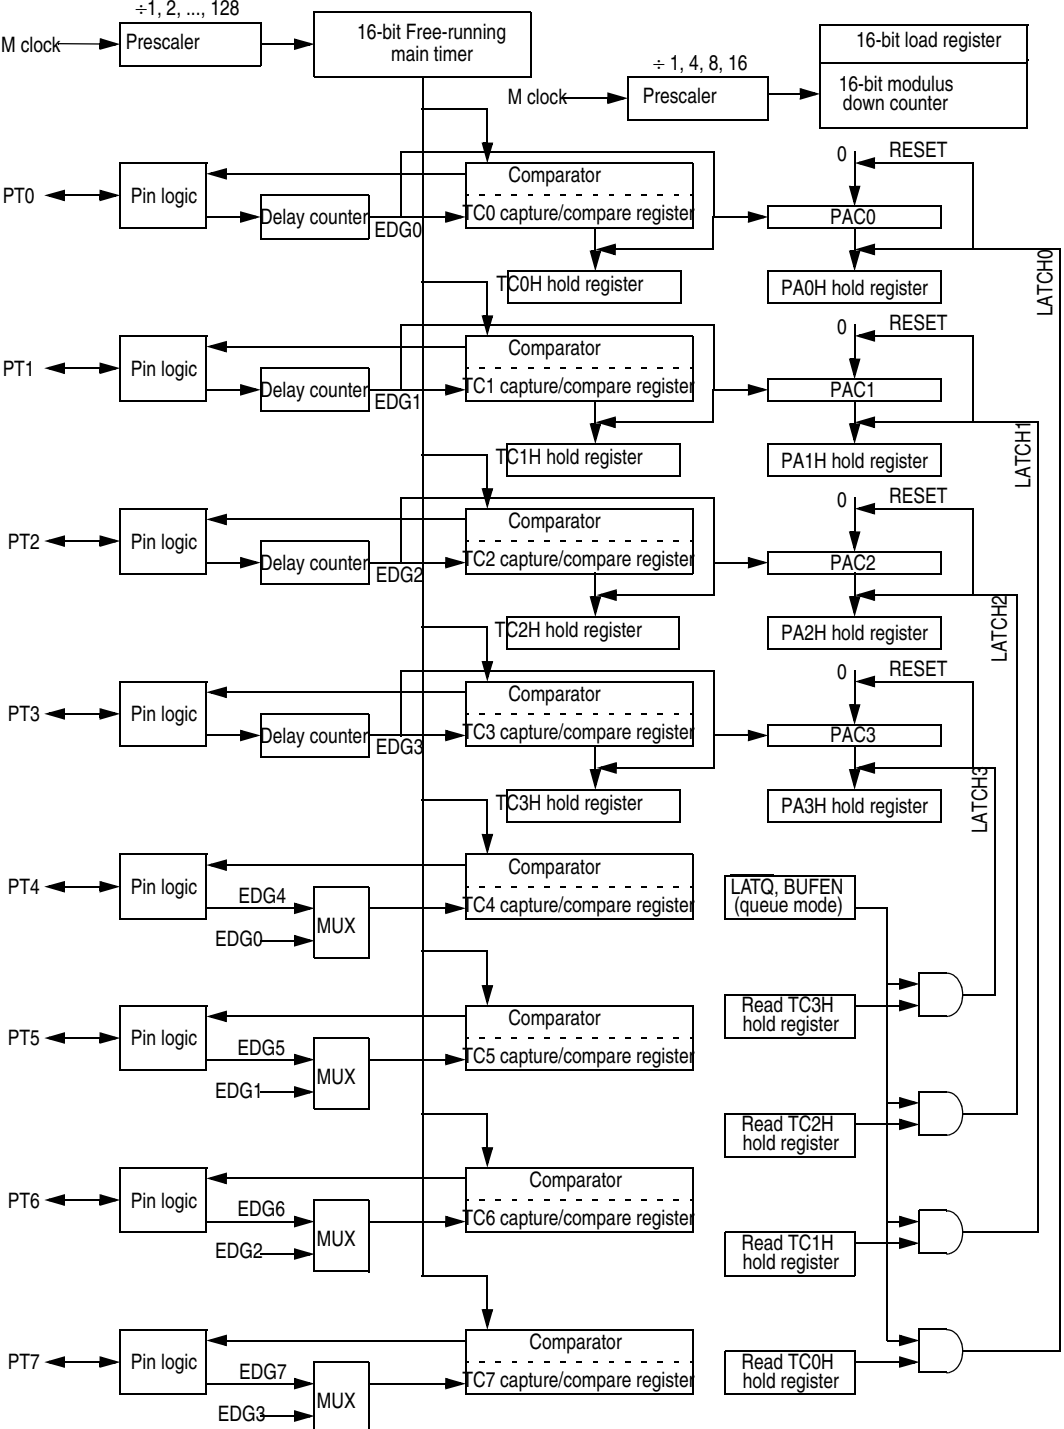 ÷1, 2, ..., 128
M clock
Prescaler
16-bit Free-running
main timer
÷ 1, 4, 8, 16
M clock
Prescaler
16-bit load register
16-bit modulus
down counter
PT0
Pin logic
Delay counter
EDG0
Comparator
TC0 capture/compare register
TC0H hold register
0
RESET
PAC0
PA0H hold register
LATCH0
PT1
Pin logic
Delay counter
EDG1
Comparator
TC1 capture/compare register
TC1H hold register
0
RESET
PAC1
PA1H hold register
LATCH1
PT2
Pin logic
Delay counter
EDG2
Comparator
TC2 capture/compare register
TC2H hold register
0
RESET
PAC2
PA2H hold register
LATCH2
PT3
Pin logic
Delay counter
EDG3
Comparator
TC3 capture/compare register
TC3H hold register
0
RESET
PAC3
PA3H hold register
LATCH3
PT4
Pin logic
EDG4
EDG0
MUX
Comparator
TC4 capture/compare register
LATQ, BUFEN
(queue mode)
Read TC3H
hold register
PT5
Pin logic
EDG5
EDG1
MUX
Comparator
TC5 capture/compare register
Read TC2H
hold register
PT6
Pin logic
EDG6
EDG2
MUX
Comparator
TC6 capture/compare register
Read TC1H
hold register
PT7
Pin logic
EDG7
EDG3
MUX
Comparator
TC7 capture/compare register
Read TC0H
hold register